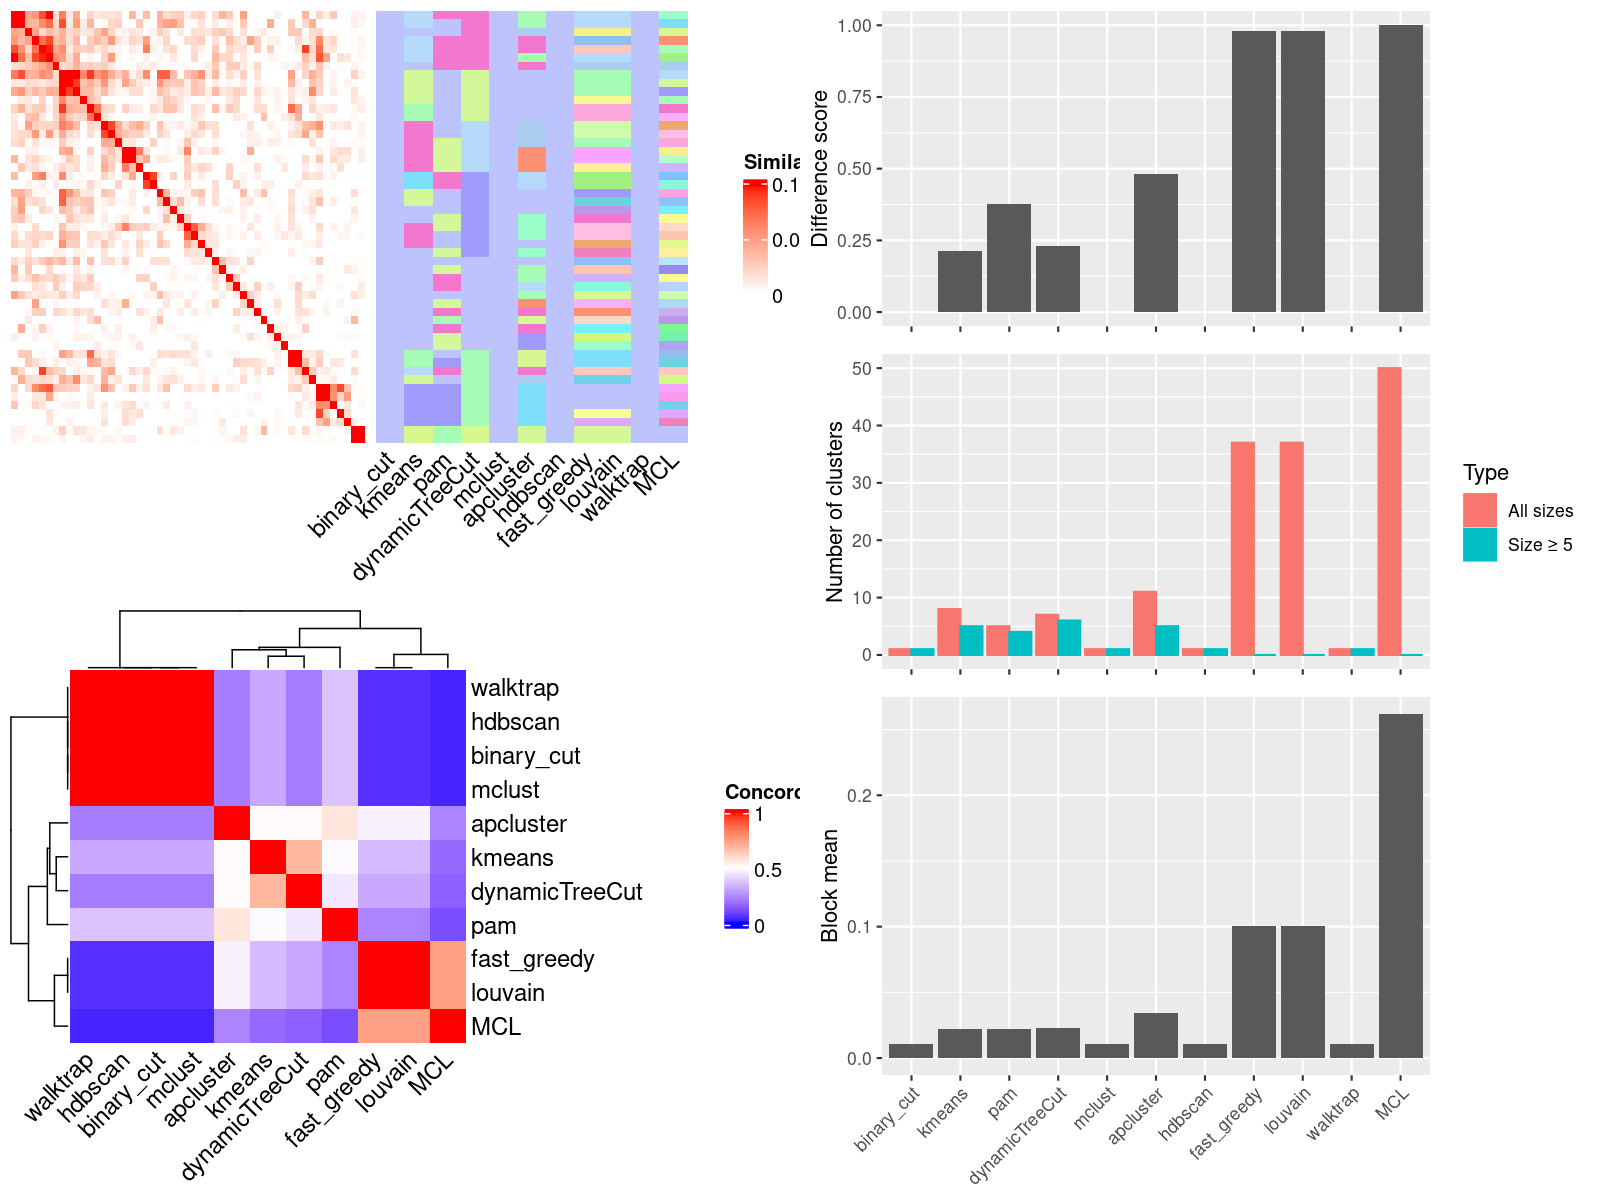 Simila
0.1
0.0
0
binary_cut
kmeans
pam
dynamicTreeCut
mclust
apcluster
hdbscan
fast_greedy
louvain
walktrap
MCL
Difference score
1.00
0.75
0.50
0.25
0.00
Number of clusters
50
40
30
20
10
0
Type
All sizes
Size ≥ 5
walktrap
hdbscan
binary_cut
mclust
apcluster
kmeans
dynamicTreeCut
pam
fast_greedy
louvain
MCL
walktrap
hdbscan
binary_cut
mclust
apcluster
kmeans
dynamicTreeCut
pam
fast_greedy
louvain
MCL
Concord
1
0.5
0
Block mean
0.2
0.1
0.0
binary_cut
kmeans
pam
dynamicTreeCut
mclust
apcluster
hdbscan
fast_greedy
louvain
walktrap
MCL